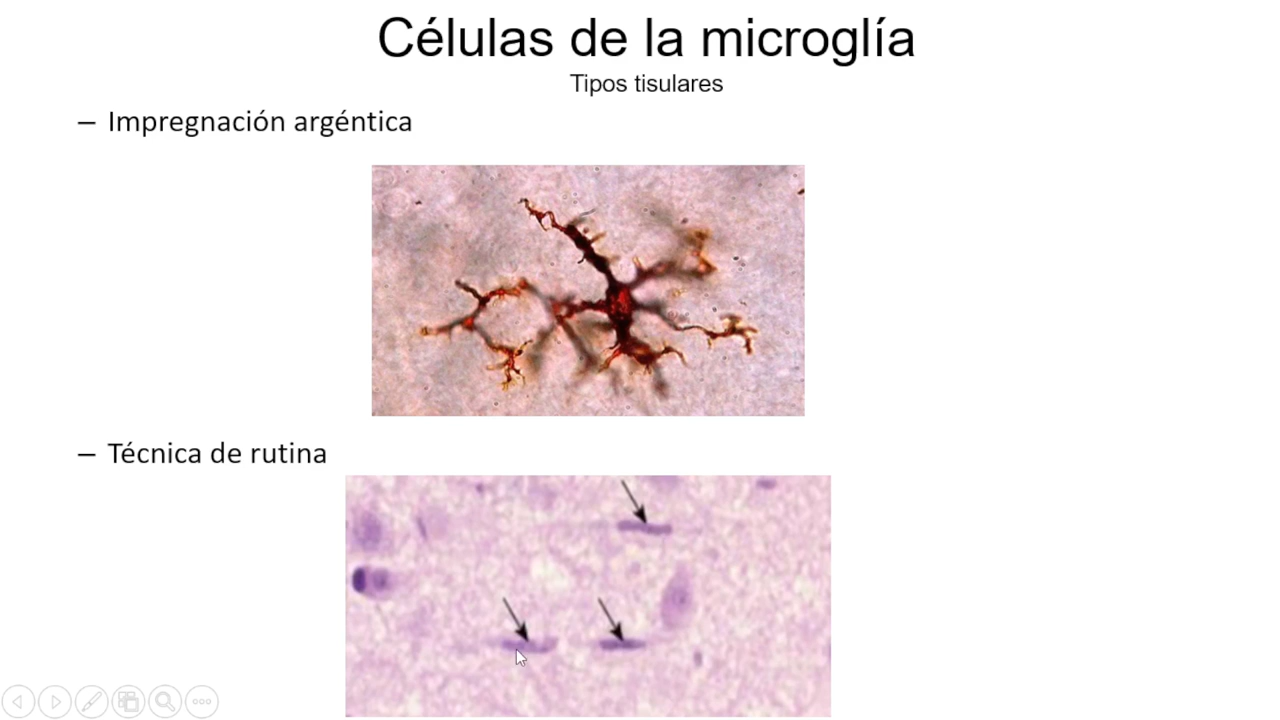 Células de la microglía
Tipos tisulares
– Impregnación argéntica
– Técnica de rutina